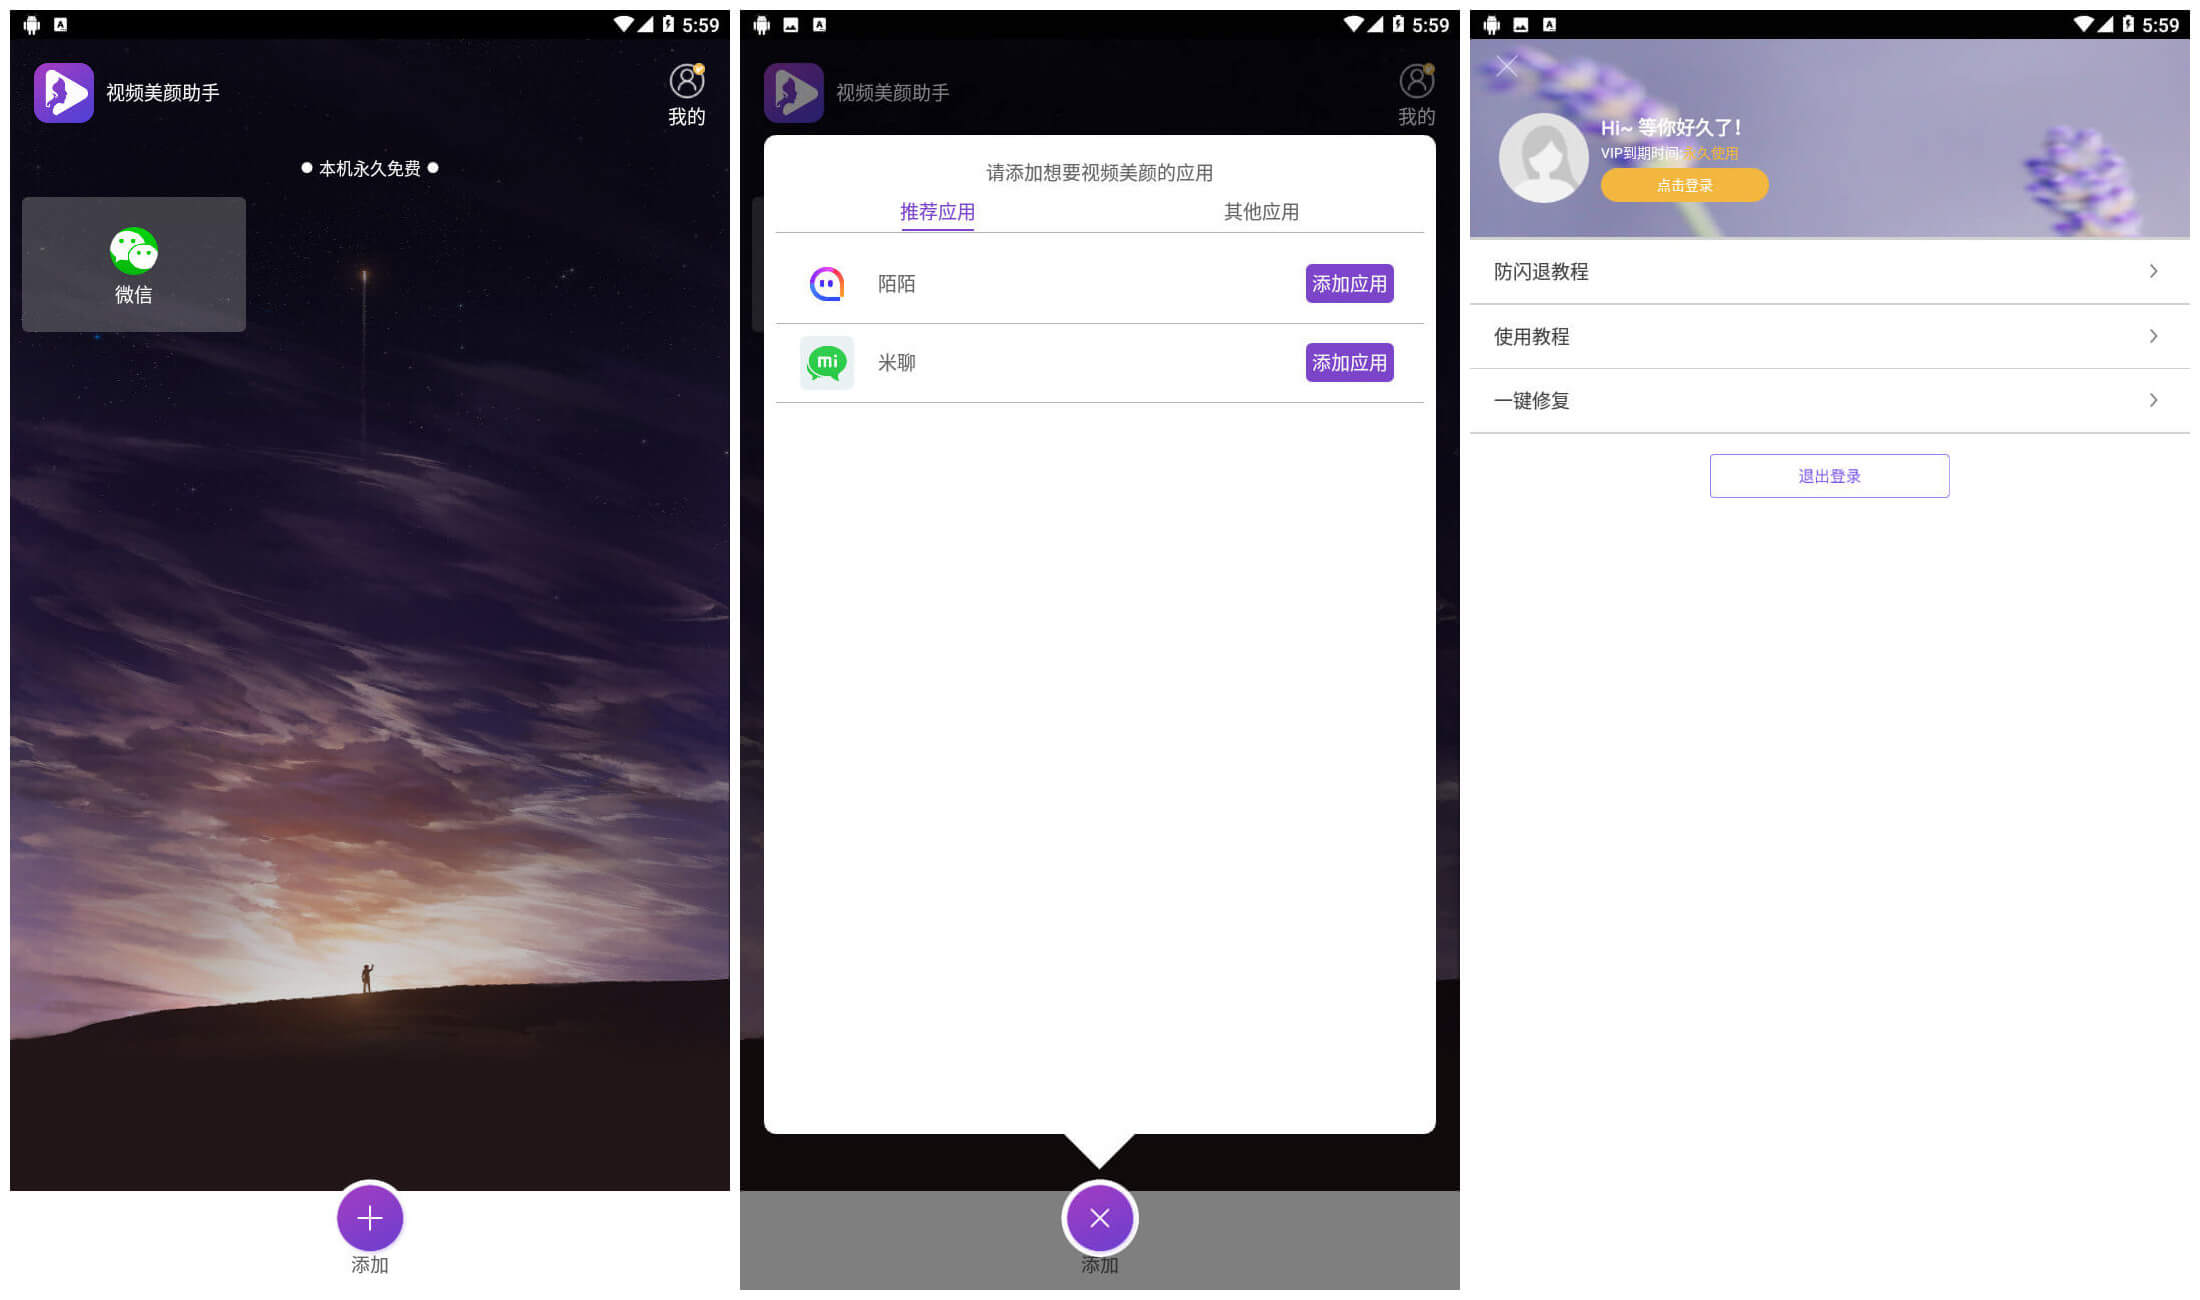 5:59
视频美颜助手
我的
本机永久免费
微信
添加
5:59
视频美颜助手
我的
请添加想要视频美颜的应用
推荐应用
其他应用
陌陌
添加应用
mi
米聊
添加应用
添加
5:59
Hi~ 等你好久了!
VIP到期时间:永久使用
点击登录
防闪退教程
使用教程
一键修复
退出登录